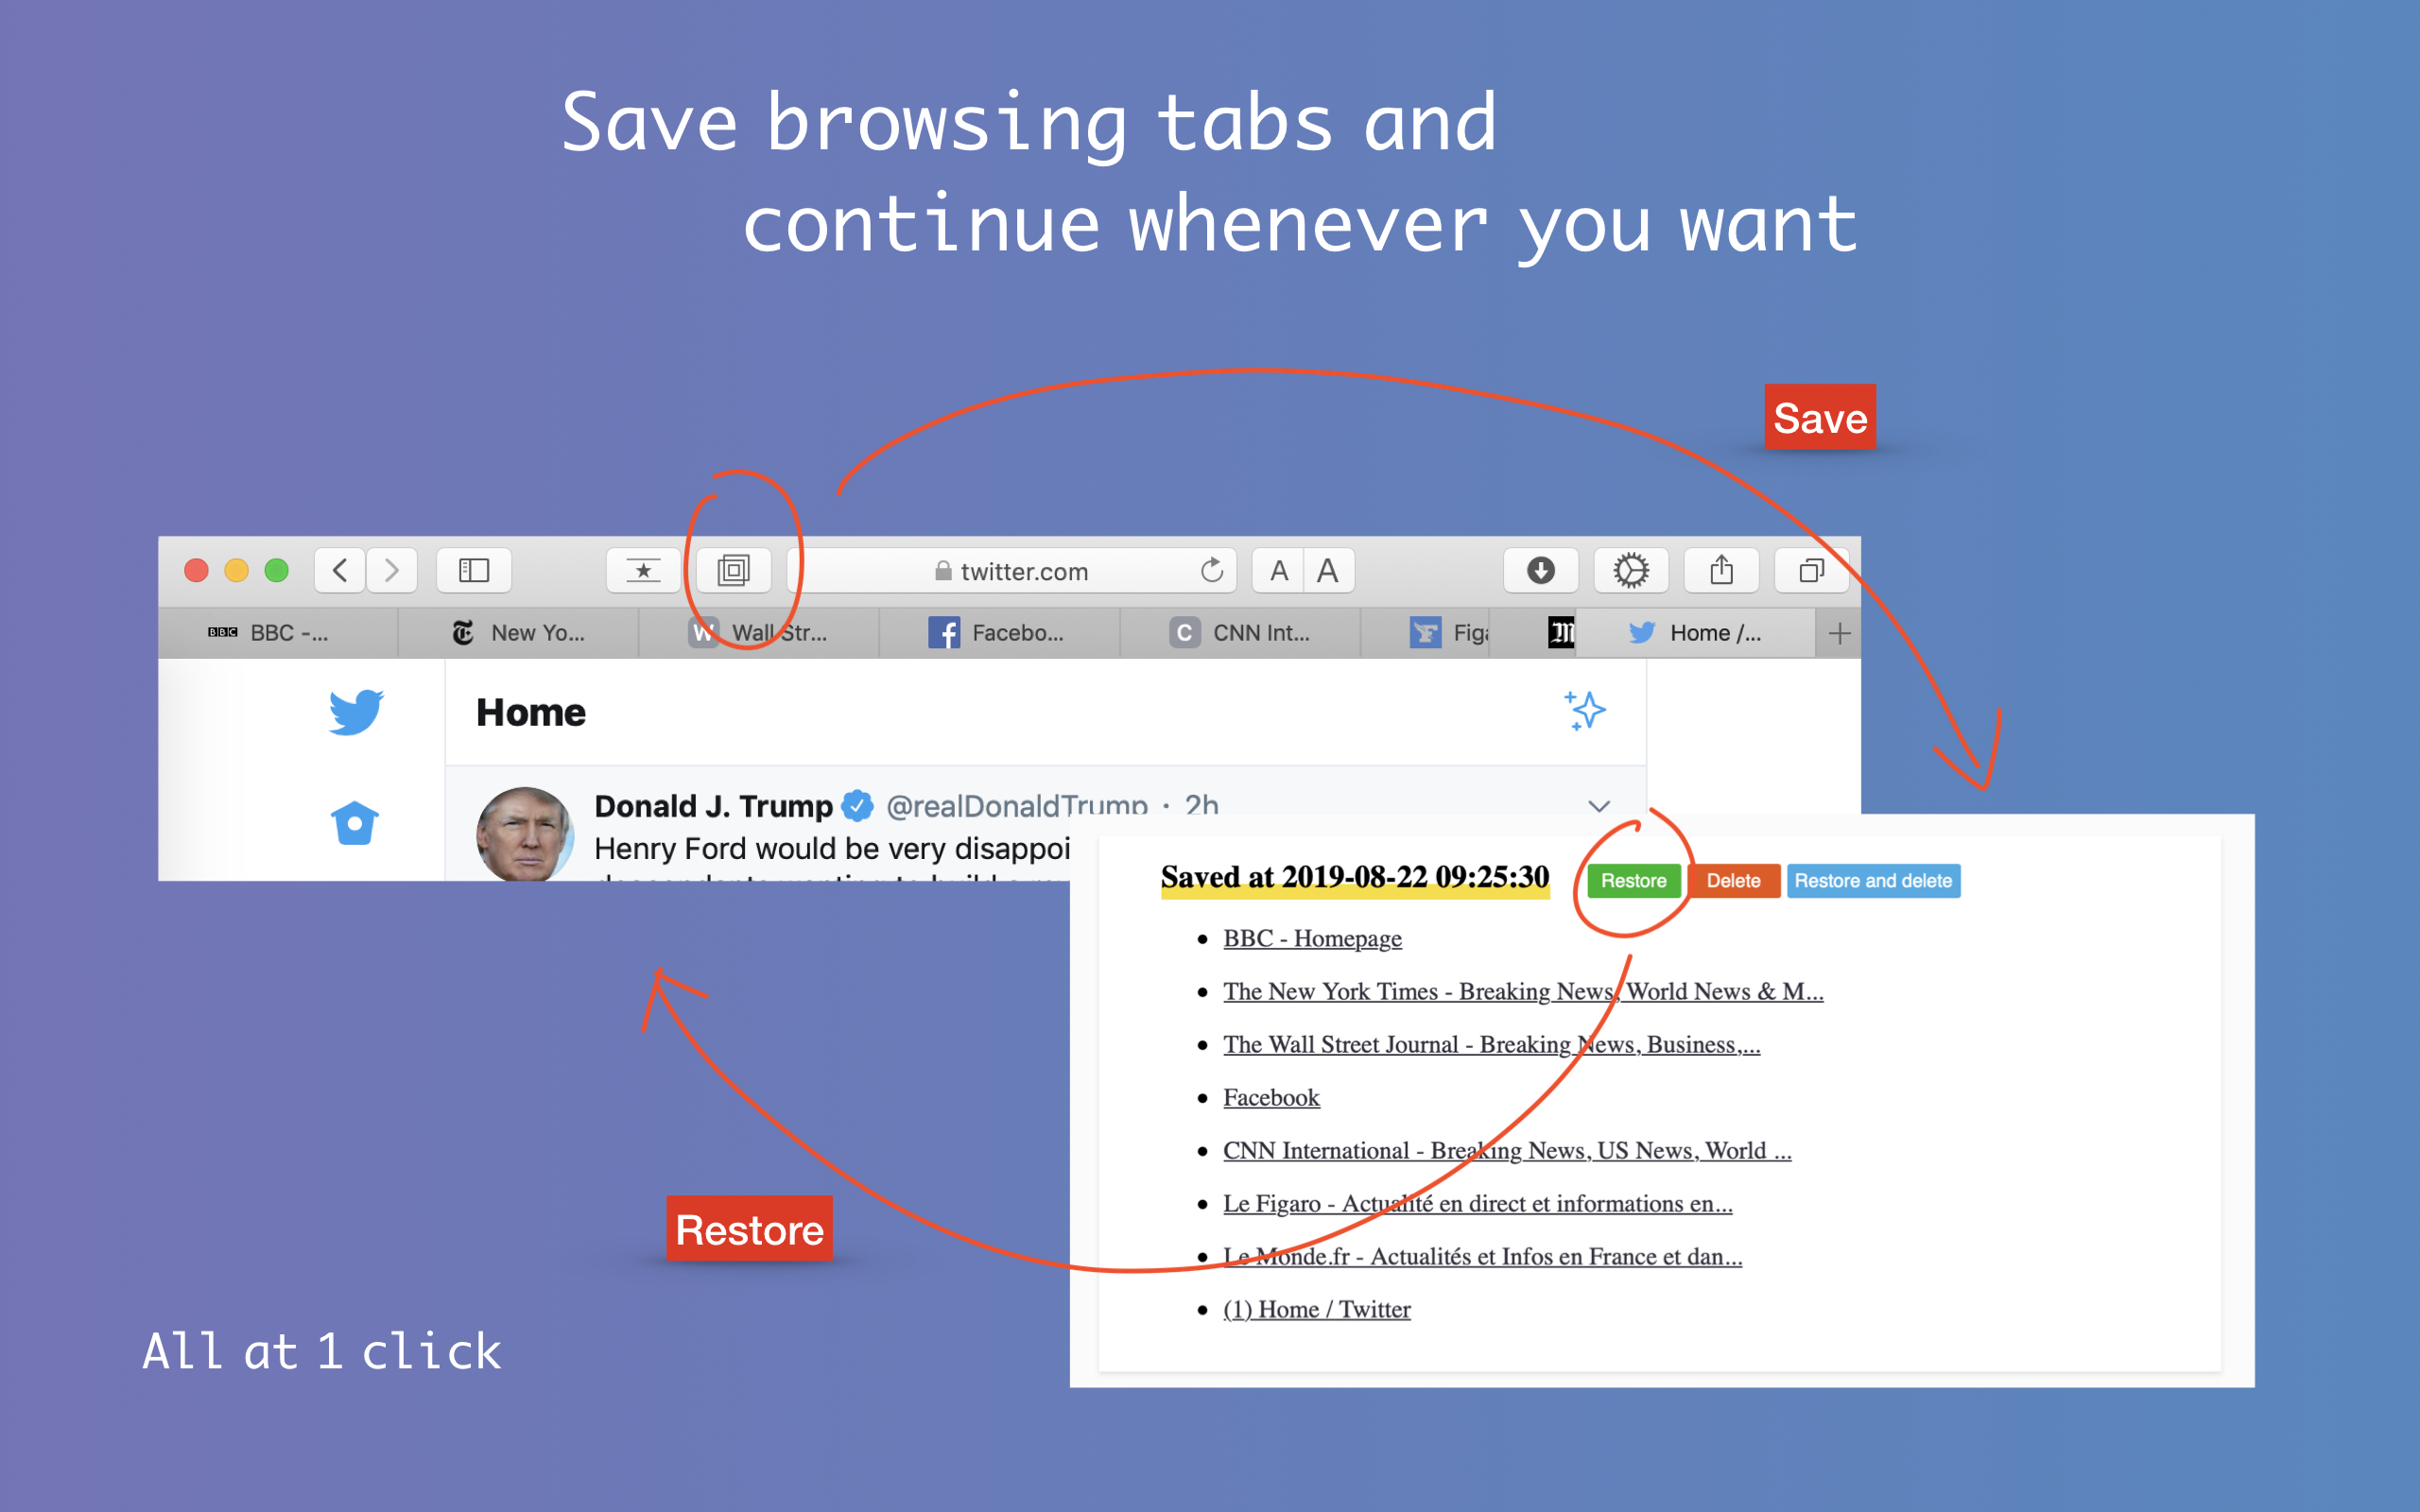 Save browsing tabs and
continue whenever you want
Save
twitter.com
A A
BBC BBC -... New Yo... W Wall Str... Facebo... C CNN Int... Figa Home /...
Home
Donald J. Trump @realDonaldTrump · 2h
Henry Ford would be very disappoi
Saved at 2019-08-22 09:25:30 Restore Delete Restore and delete
• BBC - Homepage
• The New York Times - Breaking News, World News & M...
• The Wall Street Journal - Breaking News, Business,...
• Facebook
• CNN International - Breaking News, US News, World ...
• Le Figaro - Actualité en direct et informations en...
• Le Monde.fr - Actualités et Infos en France et dan...
• (1) Home / Twitter
Restore
All at 1 click